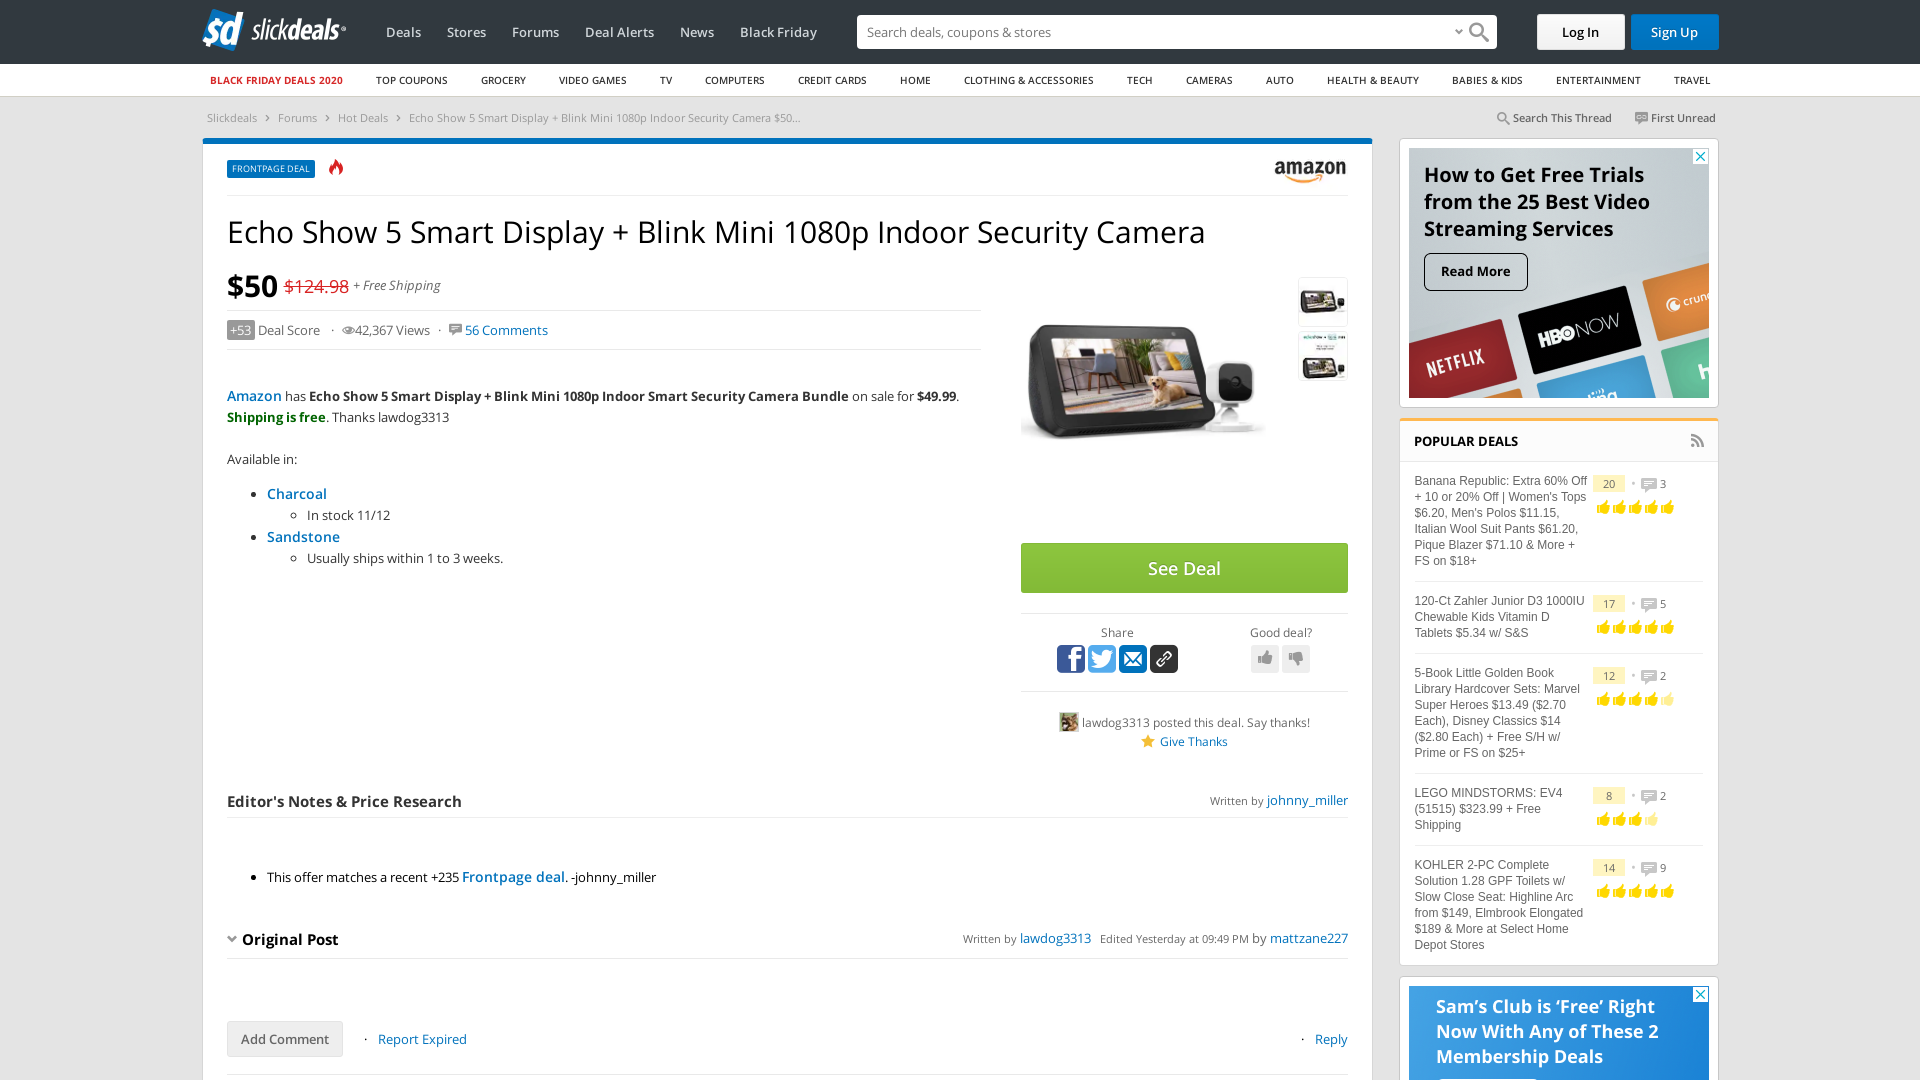 slickdeals
Deals
Stores
Forums
Deal Alerts
News
Black Friday
Search deals, coupons & stores
Log In
Sign Up
BLACK FRIDAY DEALS 2020
TOP COUPONS
GROCERY
VIDEO GAMES
TV
COMPUTERS
CREDIT CARDS
HOME
CLOTHING & ACCESSORIES
TECH
CAMERAS
AUTO
HEALTH & BEAUTY
BABIES & KIDS
ENTERTAINMENT
TRAVEL
Slickdeals > Forums > Hot Deals > Echo Show 5 Smart Display + Blink Mini 1080p Indoor Security Camera $50...
Search This Thread
First Unread
FRONTPAGE DEAL
amazon
Echo Show 5 Smart Display + Blink Mini 1080p Indoor Security Camera
$50 $124.98 + Free Shipping
+53 Deal Score · 42,367 Views · 56 Comments
Amazon has Echo Show 5 Smart Display + Blink Mini 1080p Indoor Smart Security Camera Bundle on sale for $49.99.
Shipping is free. Thanks lawdog3313
Available in:
• Charcoal
In stock 11/12
• Sandstone
Usually ships within 1 to 3 weeks.
See Deal
Share
Good deal?
lawdog3313 posted this deal. Say thanks!
Give Thanks
Editor's Notes & Price Research
Written by johnny_miller
• This offer matches a recent +235 Frontpage deal. -johnny_miller
Original Post
Written by lawdog3313 Edited Yesterday at 09:49 PM by mattzane227
Add Comment
· Report Expired
· Reply
How to Get Free Trials
from the 25 Best Video
Streaming Services
Read More
NETFLIX
HBO NOW
POPULAR DEALS
Banana Republic: Extra 60% Off
+ 10 or 20% Off | Women's Tops
$6.20, Men's Polos $11.15,
Italian Wool Suit Pants $61.20,
Pique Blazer $71.10 & More +
FS on $18+
20 • 3
120-Ct Zahler Junior D3 1000IU
Chewable Kids Vitamin D
Tablets $5.34 w/ S&S
17 • 5
5-Book Little Golden Book
Library Hardcover Sets: Marvel
Super Heroes $13.49 ($2.70
Each), Disney Classics $14
($2.80 Each) + Free S/H w/
Prime or FS on $25+
12 • 2
LEGO MINDSTORMS: EV4
(51515) $323.99 + Free
Shipping
8 • 2
KOHLER 2-PC Complete
Solution 1.28 GPF Toilets w/
Slow Close Seat: Highline Arc
from $149, Elmbrook Elongated
$189 & More at Select Home
Depot Stores
14 • 9
Sam's Club is 'Free' Right
Now With Any of These 2
Membership Deals